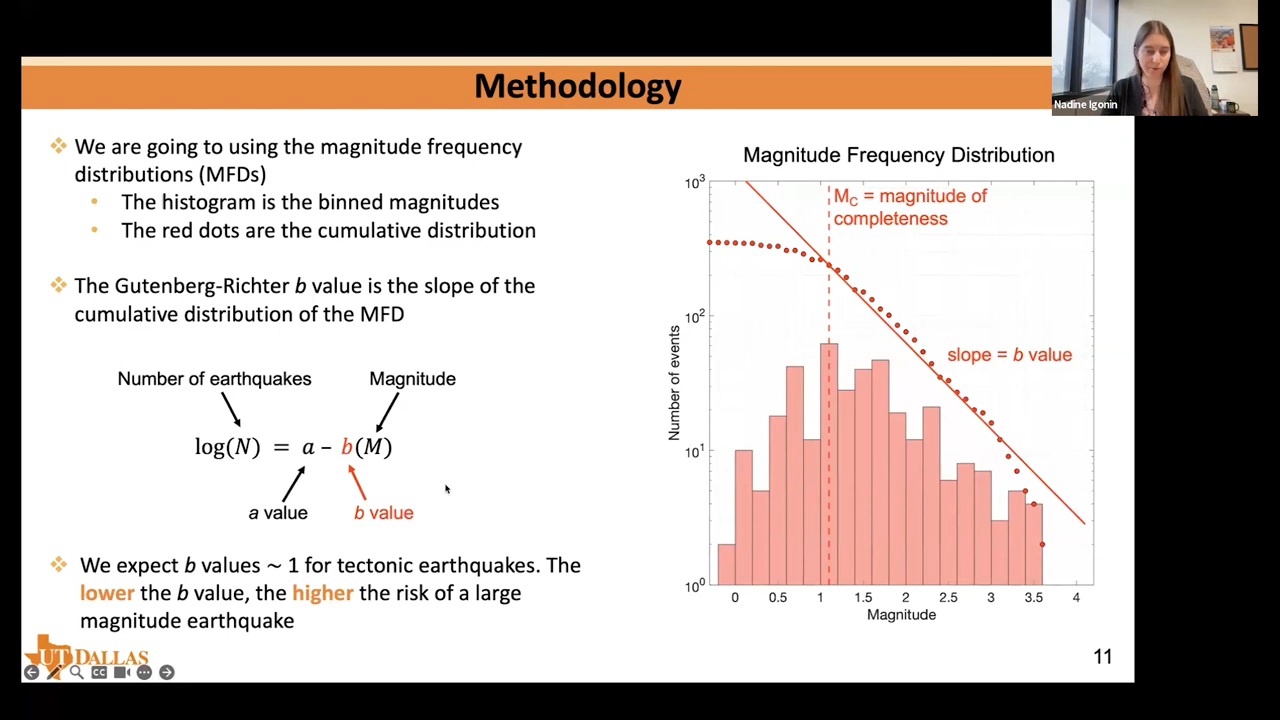 Methodology
Nadine Igonin
❖ We are going to using the magnitude frequency
distributions (MFDs)
• The histogram is the binned magnitudes
• The red dots are the cumulative distribution
❖ The Gutenberg-Richter b value is the slope of the
cumulative distribution of the MFD
Number of earthquakes
Magnitude
log(N) = a – b(M)
a value
b value
❖ We expect b values ~ 1 for tectonic earthquakes. The
lower the b value, the higher the risk of a large
magnitude earthquake
UT DALLAS
CC
Magnitude Frequency Distribution
M_C = magnitude of
completeness
slope = b value
Number of events
10³
10²
10¹
10⁰
0 0.5 1 1.5 2 2.5 3 3.5 4
Magnitude
11